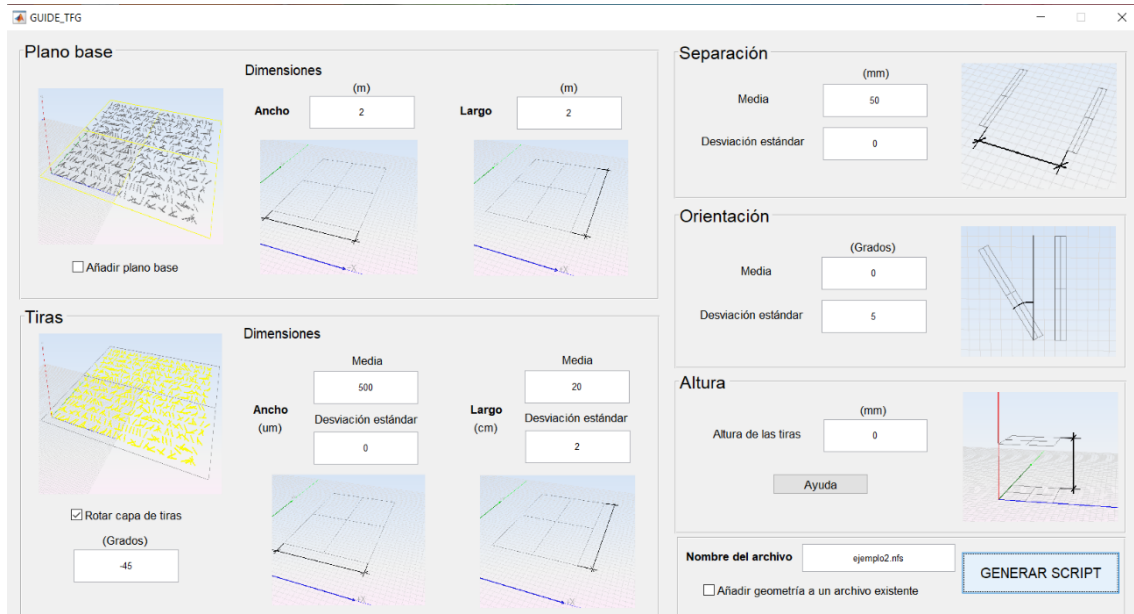 GUIDE_TFG
Plano base
Dimensiones
(m)
Ancho
2
(m)
Largo
2
X
X
Añadir plano base
Tiras
Dimensiones
Media
500
Ancho
(um)
Desviación estándar
0
Media
20
Largo
(cm)
Desviación estándar
2
Rotar capa de tiras
(Grados)
-45
Separación
(mm)
Media
50
Desviación estándar
0
Orientación
(Grados)
Media
0
Desviación estándar
5
Altura
(mm)
Altura de las tiras
0
Ayuda
Nombre del archivo
ejemplo2.nfs
Añadir geometría a un archivo existente
GENERAR SCRIPT